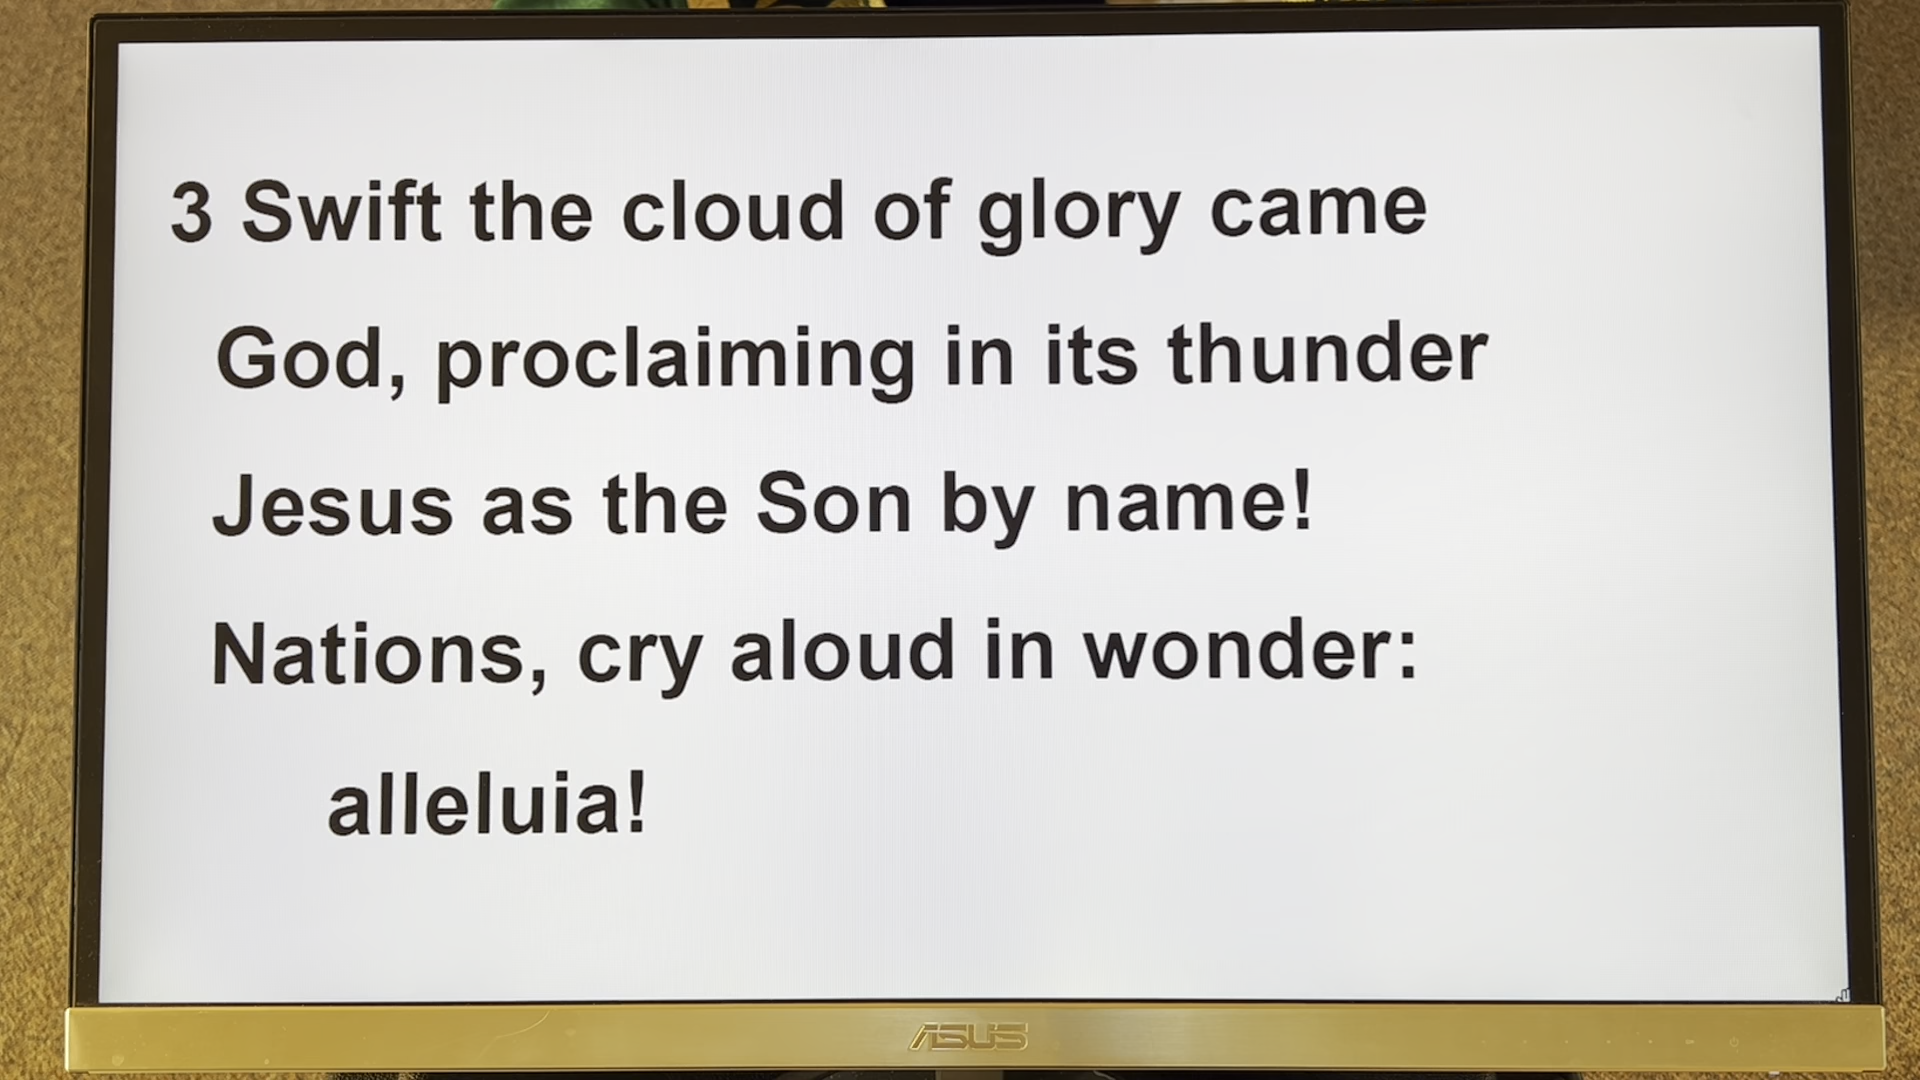 3 Swift the cloud of glory came
God, proclaiming in its thunder
Jesus as the Son by name!
Nations, cry aloud in wonder:
alleluia!
ASUS